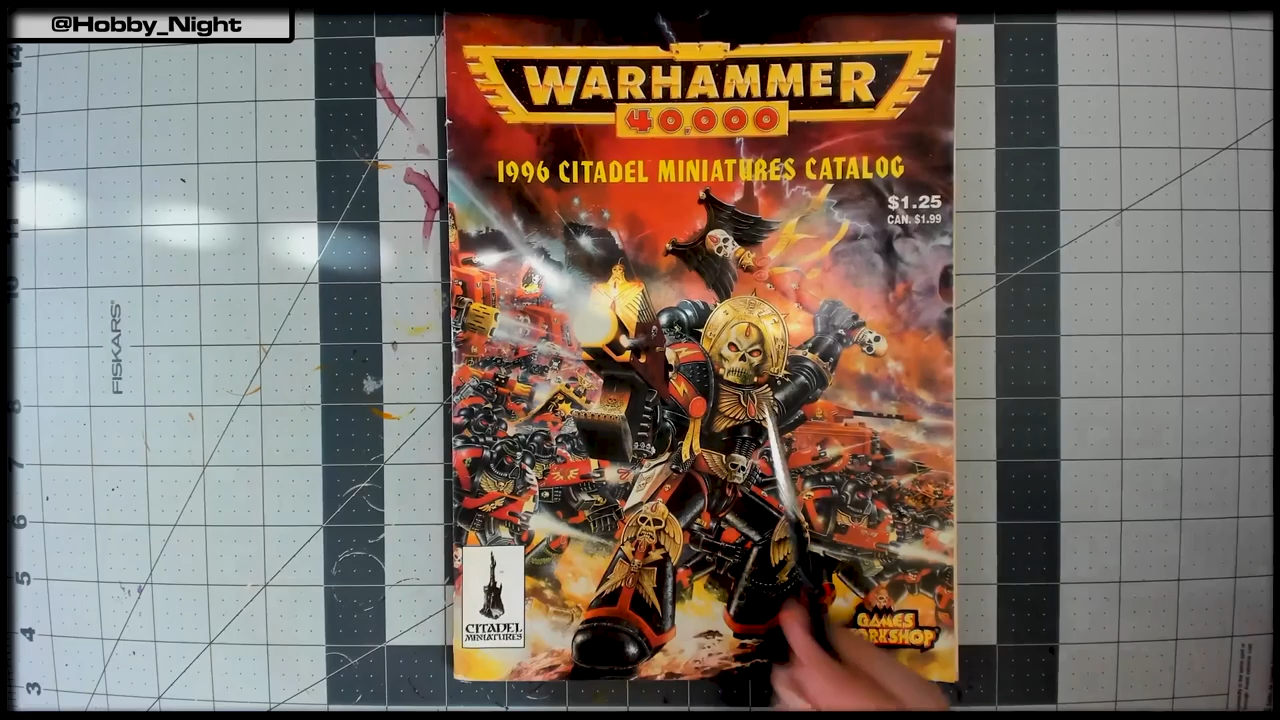 @Hobby_Night
WARHAMMER
40,000
1996 CITADEL MINIATURES CATALOG
$1.25
CAN. $1.99
FISKARS®
CITADEL
MINIATURES
GAMES
WORKSHOP
14
13
12
11
10
8
7
6
5
4
3